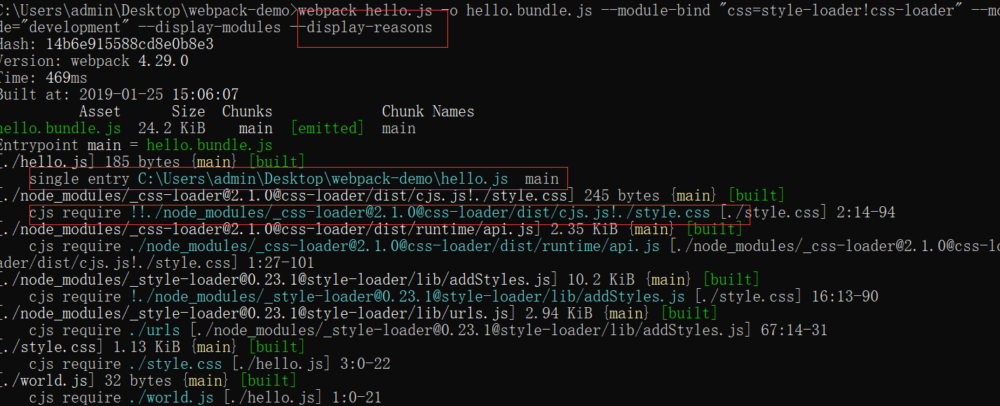 C:\Users\admin\Desktop\webpack-demo>webpack hello.js -o hello.bundle.js --module-bind "css=style-loader!css-loader" --mo
de="development" --display-modules --display-reasons
Hash: 14b6e915588cd8e0b8e3
Version: webpack 4.29.0
Time: 469ms
Built at: 2019-01-25 15:06:07
Asset Size Chunks Chunk Names
hello.bundle.js 24.2 KiB main [emitted] main
Entrypoint main = hello.bundle.js
[./hello.js] 185 bytes {main} [built]
single entry C:\Users\admin\Desktop\webpack-demo\hello.js main
[./node_modules/_css-loader@2.1.0@css-loader/dist/cjs.js!./style.css] 245 bytes {main} [built]
cjs require !!./node_modules/_css-loader@2.1.0@css-loader/dist/cjs.js!./style.css [./style.css] 2:14-94
[./node_modules/_css-loader@2.1.0@css-loader/dist/runtime/api.js] 2.35 KiB {main} [built]
cjs require ./node_modules/_css-loader@2.1.0@css-loader/dist/runtime/api.js [./node_modules/_css-loader@2.1.0@css-lo
ader/dist/cjs.js!./style.css] 1:27-101
[./node_modules/_style-loader@0.23.1@style-loader/lib/addStyles.js] 10.2 KiB {main} [built]
cjs require !./node_modules/_style-loader@0.23.1@style-loader/lib/addStyles.js [./style.css] 16:13-90
[./node_modules/_style-loader@0.23.1@style-loader/lib/urls.js] 2.94 KiB {main} [built]
cjs require ./urls [./node_modules/_style-loader@0.23.1@style-loader/lib/addStyles.js] 67:14-31
[./style.css] 1.13 KiB {main} [built]
cjs require ./style.css [./hello.js] 3:0-22
[./world.js] 32 bytes {main} [built]
cjs require ./world.js [./hello.js] 1:0-21